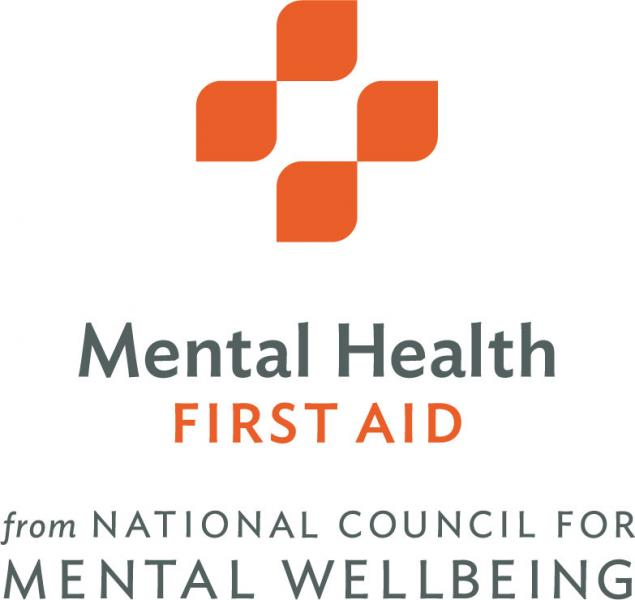 Mental Health
FIRST AID
from NATIONAL COUNCIL FOR
MENTAL WELLBEING